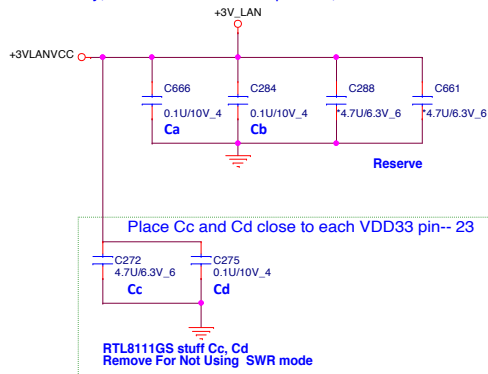 +3V_LAN
+3VLANVCC
C666 C284 C288 C661
0.1U/10V_4 0.1U/10V_4 *4.7U/6.3V_6 *4.7U/6.3V_6
Ca Cb
Reserve
Place Cc and Cd close to each VDD33 pin-- 23
C272 C275
4.7U/6.3V_6 0.1U/10V_4
Cc Cd
RTL8111GS stuff Cc, Cd
Remove For Not Using SWR mode